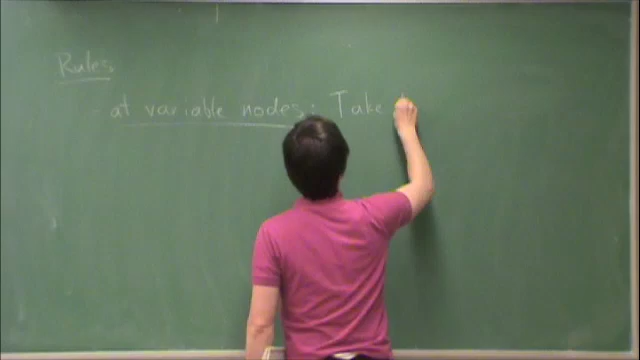 Rules
- at variable nodes: Take